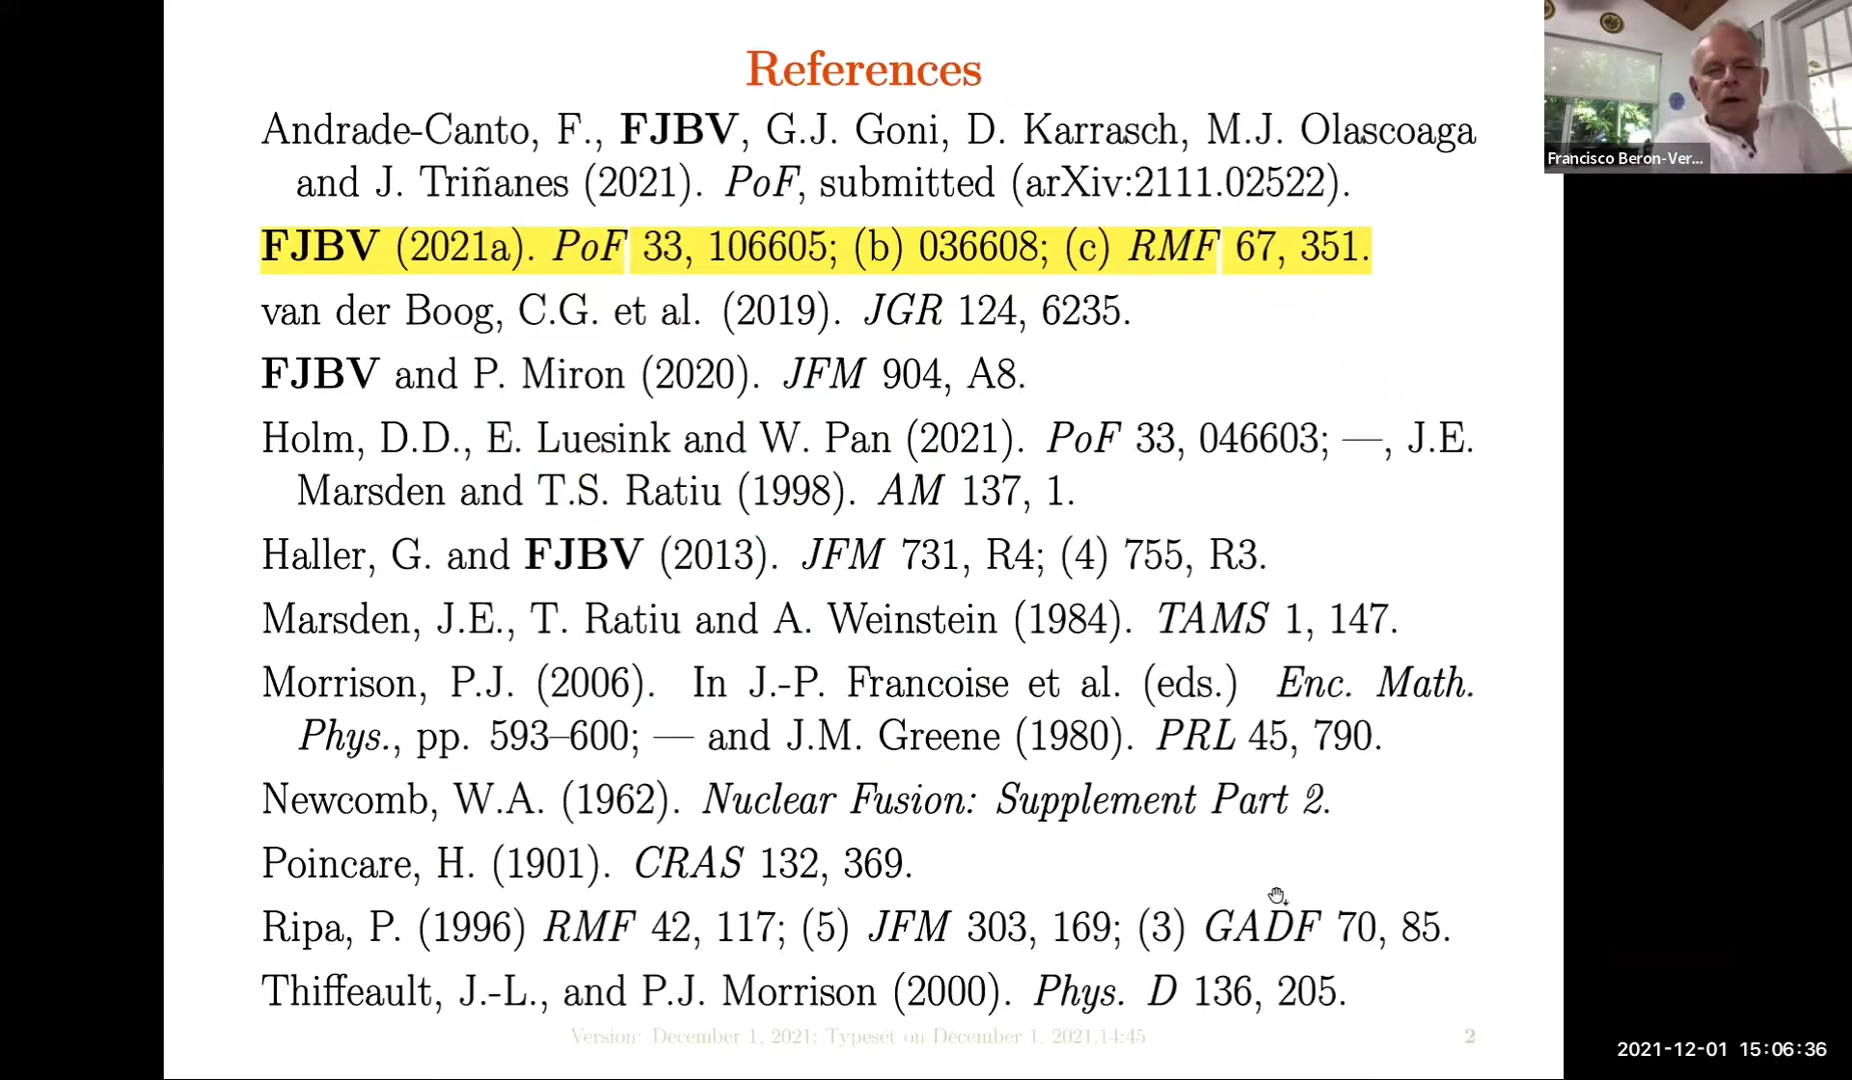 References
Andrade-Canto, F., FJBV, G.J. Goni, D. Karrasch, M.J. Olascoaga
and J. Triñanes (2021). PoF, submitted (arXiv:2111.02522).
FJBV (2021a). PoF 33, 106605; (b) 036608; (c) RMF 67, 351.
van der Boog, C.G. et al. (2019). JGR 124, 6235.
FJBV and P. Miron (2020). JFM 904, A8.
Holm, D.D., E. Luesink and W. Pan (2021). PoF 33, 046603; —, J.E.
Marsden and T.S. Ratiu (1998). AM 137, 1.
Haller, G. and FJBV (2013). JFM 731, R4; (4) 755, R3.
Marsden, J.E., T. Ratiu and A. Weinstein (1984). TAMS 1, 147.
Morrison, P.J. (2006). In J.-P. Francoise et al. (eds.) Enc. Math.
Phys., pp. 593–600; — and J.M. Greene (1980). PRL 45, 790.
Newcomb, W.A. (1962). Nuclear Fusion: Supplement Part 2.
Poincare, H. (1901). CRAS 132, 369.
Ripa, P. (1996) RMF 42, 117; (5) JFM 303, 169; (3) GADF 70, 85.
Thiffeault, J.-L., and P.J. Morrison (2000). Phys. D 136, 205.
Version: December 1, 2021; Typeset on December 1, 2021,14:45
2
Francisco Beron-Ver...
2021-12-01 15:06:36